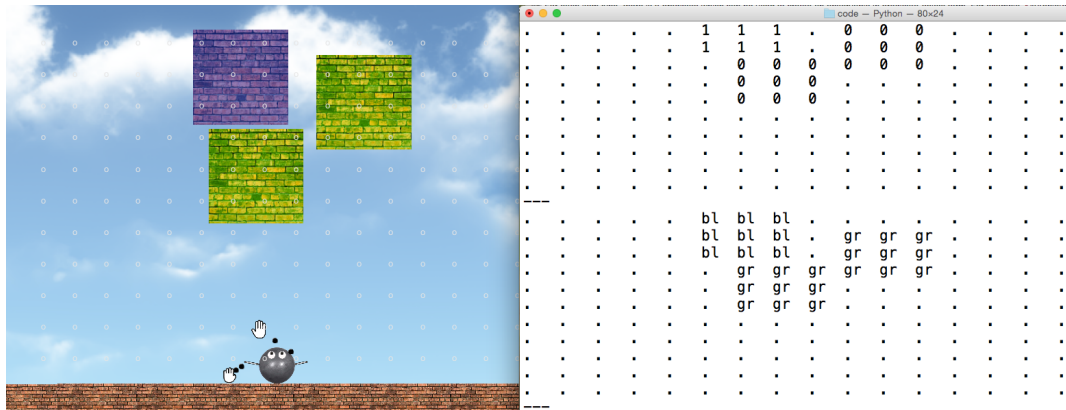 code — Python — 80×24
. . . . . 1 1 1 . 0 0 0 . . . .
. . . . . 1 1 1 . 0 0 0 . . . .
. . . . . . 0 0 0 0 0 0 . . . .
. . . . . . 0 0 0 . . . . . . .
. . . . . . 0 0 0 . . . . . . .
. . . . . . . . . . . . . . . .
. . . . . . . . . . . . . . . .
. . . . . . . . . . . . . . . .
. . . . . . . . . . . . . . . .
. . . . . . . . . . . . . . . .
---
. . . . . bl bl bl . . . . . . . .
. . . . . bl bl bl . gr gr gr . . . .
. . . . . bl bl bl . gr gr gr . . . .
. . . . . . gr gr gr gr gr gr . . . .
. . . . . . gr gr gr . . . . . . .
. . . . . . gr gr gr . . . . . . .
. . . . . . . . . . . . . . . .
. . . . . . . . . . . . . . . .
. . . . . . . . . . . . . . . .
. . . . . . . . . . . . . . . .
. . . . . . . . . . . . . . . .
---